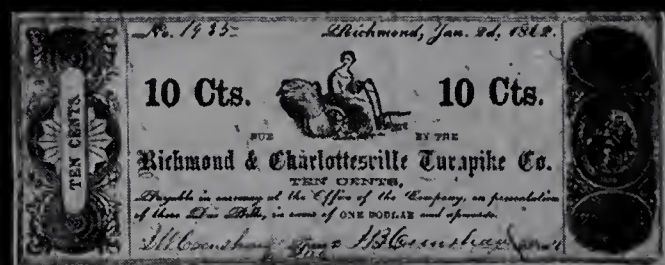 No. 1935 Richmond, Jan. 2d, 1862.
10 Cts. 10 Cts.
TEN CENTS
DUE BY THE
Richmond & Charlottesville Turnpike Co.
TEN CENTS,
Payable in currency at the Office of the Company, on presentation
of these Due Bills, in sums of ONE DOLLAR and upwards.
Crenshaw Crenshaw